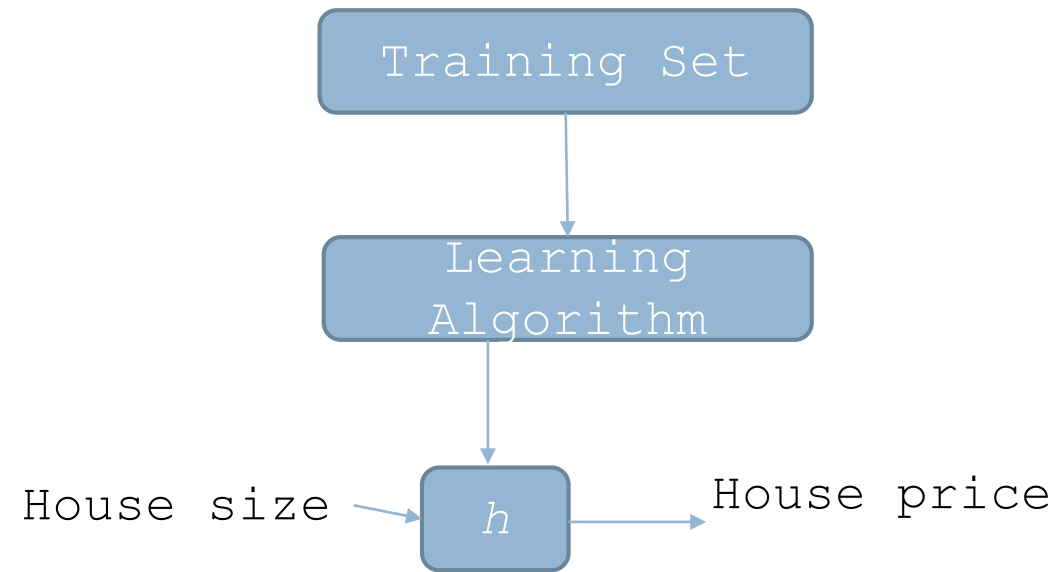 Training Set
Learning
Algorithm
House size
h
House price